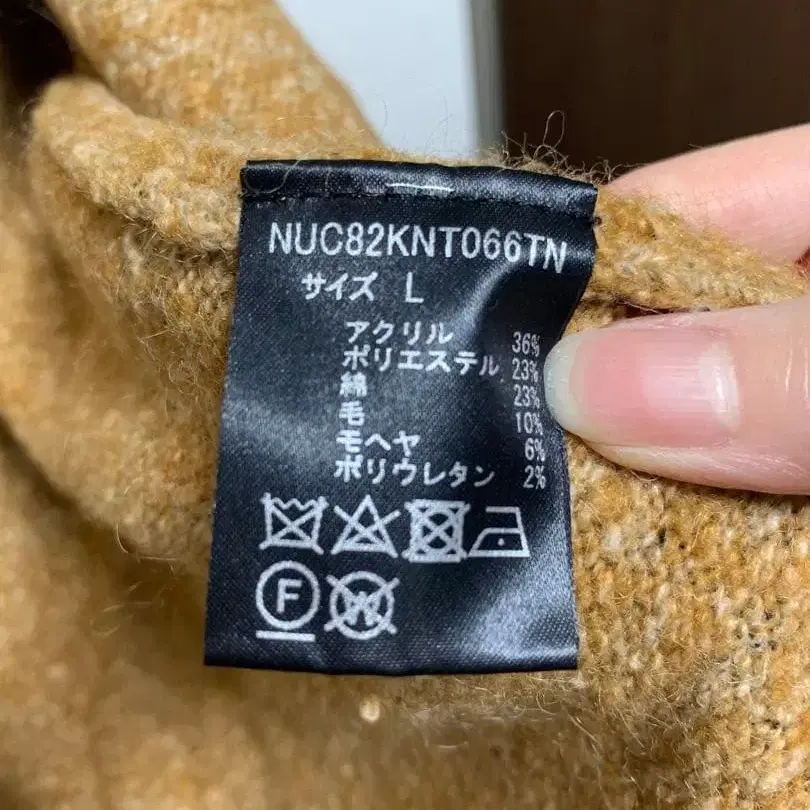 NUC82KNT066TN
サイズ L
アクリル 36%
ポリエステル 23%
綿 23%
毛 10%
モヘヤ 6%
ポリウレタン 2%
F W